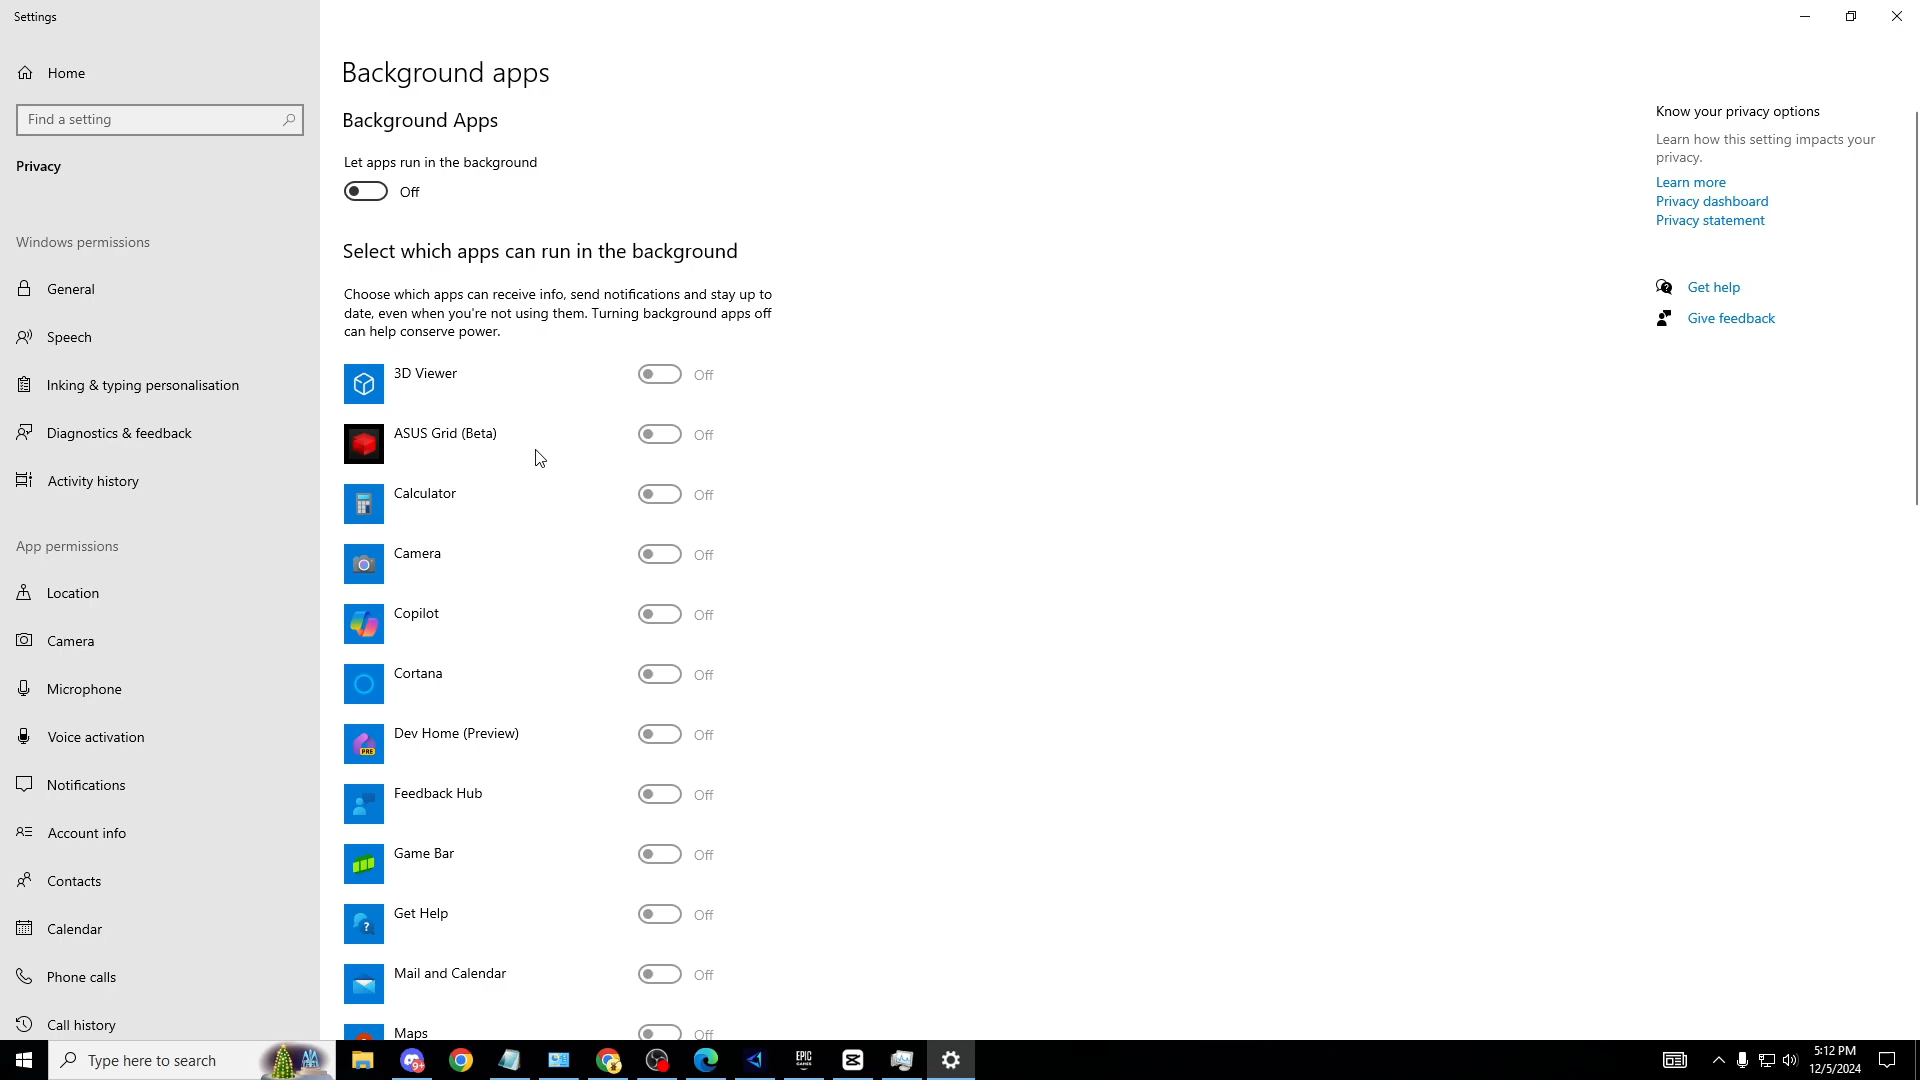 Settings
Home
Find a setting
Privacy
Windows permissions
General
Speech
Inking & typing personalisation
Diagnostics & feedback
Activity history
App permissions
Location
Camera
Microphone
Voice activation
Notifications
Account info
Contacts
Calendar
Phone calls
Call history
Background apps
Background Apps
Let apps run in the background
Off
Select which apps can run in the background
Choose which apps can receive info, send notifications and stay up to
date, even when you're not using them. Turning background apps off
can help conserve power.
3D Viewer Off
ASUS Grid (Beta) Off
Calculator Off
Camera Off
Copilot Off
Cortana Off
Dev Home (Preview) Off
PRE
Feedback Hub Off
Game Bar Off
Get Help Off
Mail and Calendar Off
Maps Off
Know your privacy options
Learn how this setting impacts your
privacy.
Learn more
Privacy dashboard
Privacy statement
Get help
Give feedback
Type here to search
9+
EPIC
GAMES
5:12 PM
12/5/2024